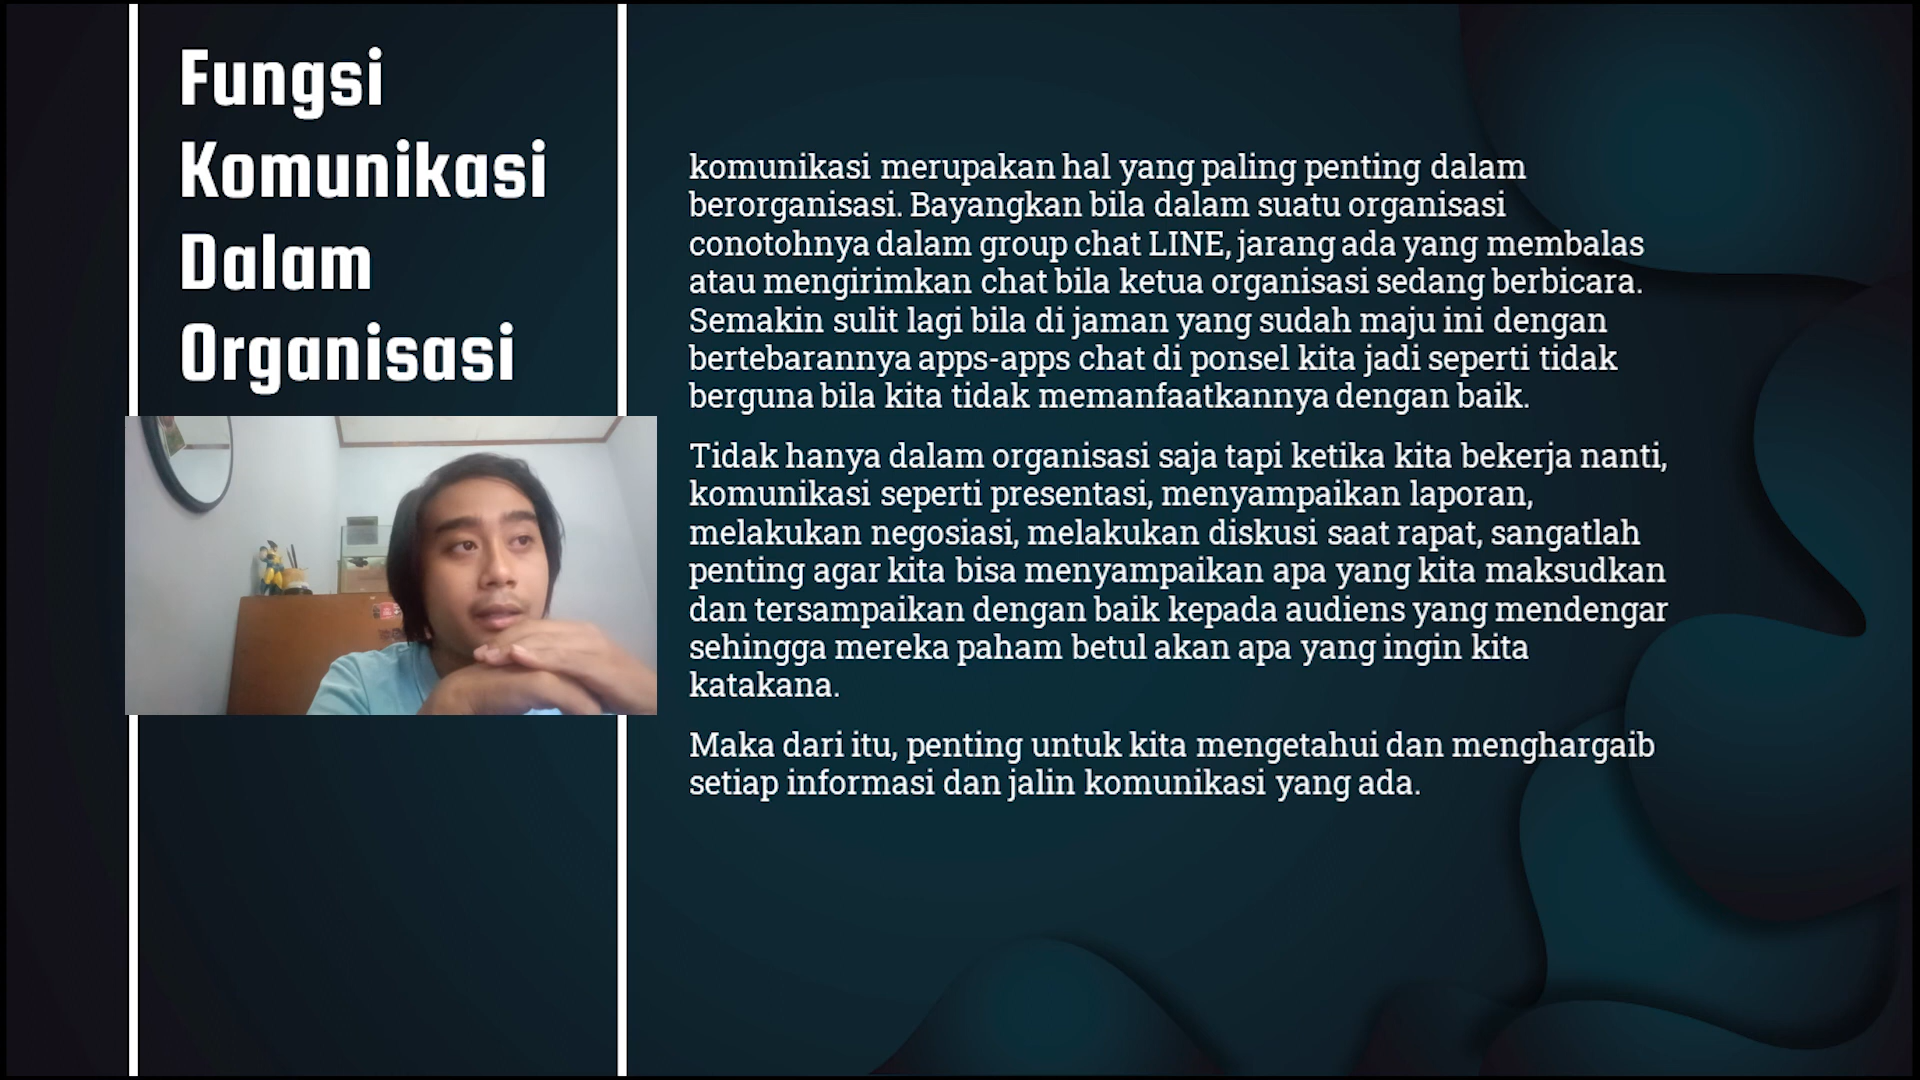 Fungsi
Komunikasi
Dalam
Organisasi
komunikasi merupakan hal yang paling penting dalam
berorganisasi. Bayangkan bila dalam suatu organisasi
conotohnya dalam group chat LINE, jarang ada yang membalas
atau mengirimkan chat bila ketua organisasi sedang berbicara.
Semakin sulit lagi bila di jaman yang sudah maju ini dengan
bertebarannya apps-apps chat di ponsel kita jadi seperti tidak
berguna bila kita tidak memanfaatkannya dengan baik.
Tidak hanya dalam organisasi saja tapi ketika kita bekerja nanti,
komunikasi seperti presentasi, menyampaikan laporan,
melakukan negosiasi, melakukan diskusi saat rapat, sangatlah
penting agar kita bisa menyampaikan apa yang kita maksudkan
dan tersampaikan dengan baik kepada audiens yang mendengar
sehingga mereka paham betul akan apa yang ingin kita
katakana.
Maka dari itu, penting untuk kita mengetahui dan menghargaib
setiap informasi dan jalin komunikasi yang ada.